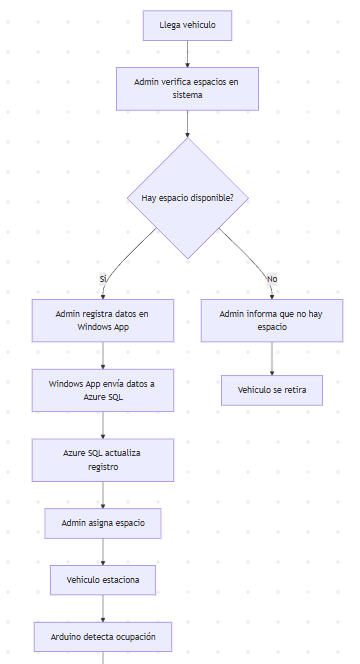 Llega vehiculo
Admin verifica espacios en
sistema
Hay espacio disponible?
Si
No
Admin registra datos en
Windows App
Admin informa que no hay
espacio
Windows App envía datos a
Azure SQL
Vehiculo se retira
Azure SQL actualiza
registro
Admin asigna espacio
Vehiculo estaciona
Arduino detecta ocupación